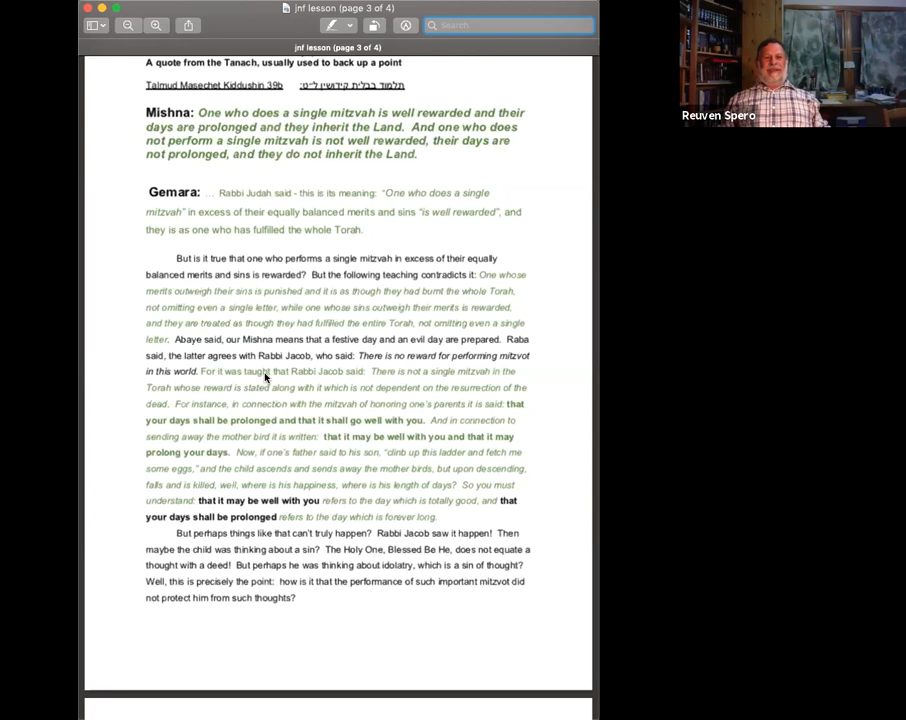 jnf lesson (page 3 of 4)
Search
jnf lesson (page 3 of 4)
Reuven Spero
A quote from the Tanach, usually used to back up a point
Talmud Masechet Kiddushin 39b תלמוד בבלית קידושין ל״ט:
Mishna: One who does a single mitzvah is well rewarded and their
days are prolonged and they inherit the Land. And one who does
not perform a single mitzvah is not well rewarded, their days are
not prolonged, and they do not inherit the Land.
Gemara: ... Rabbi Judah said - this is its meaning: “One who does a single
mitzvah” in excess of their equally balanced merits and sins “is well rewarded”, and
they is as one who has fulfilled the whole Torah.
But is it true that one who performs a single mitzvah in excess of their equally
balanced merits and sins is rewarded? But the following teaching contradicts it: One whose
merits outweigh their sins is punished and it is as though they had burnt the whole Torah,
not omitting even a single letter, while one whose sins outweigh their merits is rewarded,
and they are treated as though they had fulfilled the entire Torah, not omitting even a single
letter. Abaye said, our Mishna means that a festive day and an evil day are prepared. Raba
said, the latter agrees with Rabbi Jacob, who said: There is no reward for performing mitzvot
in this world. For it was taught that Rabbi Jacob said: There is not a single mitzvah in the
Torah whose reward is stated along with it which is not dependent on the resurrection of the
dead. For instance, in connection with the mitzvah of honoring one’s parents it is said: that
your days shall be prolonged and that it shall go well with you. And in connection to
sending away the mother bird it is written: that it may be well with you and that it may
prolong your days. Now, if one’s father said to his son, “climb up this ladder and fetch me
some eggs,” and the child ascends and sends away the mother birds, but upon descending,
falls and is killed, well, where is his happiness, where is his length of days? So you must
understand: that it may be well with you refers to the day which is totally good, and that
your days shall be prolonged refers to the day which is forever long.
But perhaps things like that can’t truly happen? Rabbi Jacob saw it happen! Then
maybe the child was thinking about a sin? The Holy One, Blessed Be He, does not equate a
thought with a deed! But perhaps he was thinking about idolatry, which is a sin of thought?
Well, this is precisely the point: how is it that the performance of such important mitzvot did
not protect him from such thoughts?